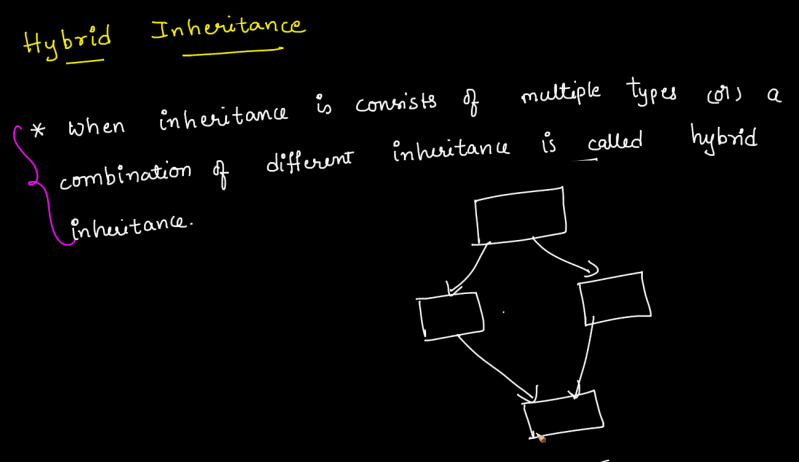 Hybrid Inheritance
* When inheritance is consists of multiple types (or) a
combination of different inheritance is called hybrid
inheritance.